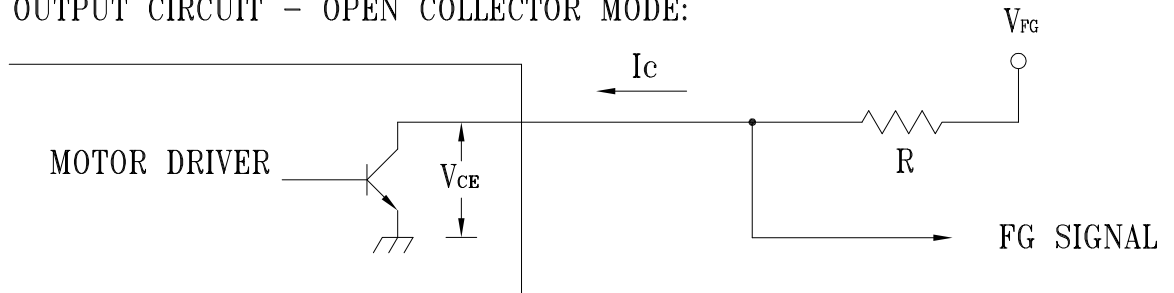 OUTPUT CIRCUIT – OPEN COLLECTOR MODE:
VFG
Ic
MOTOR DRIVER
VCE
R
FG SIGNAL